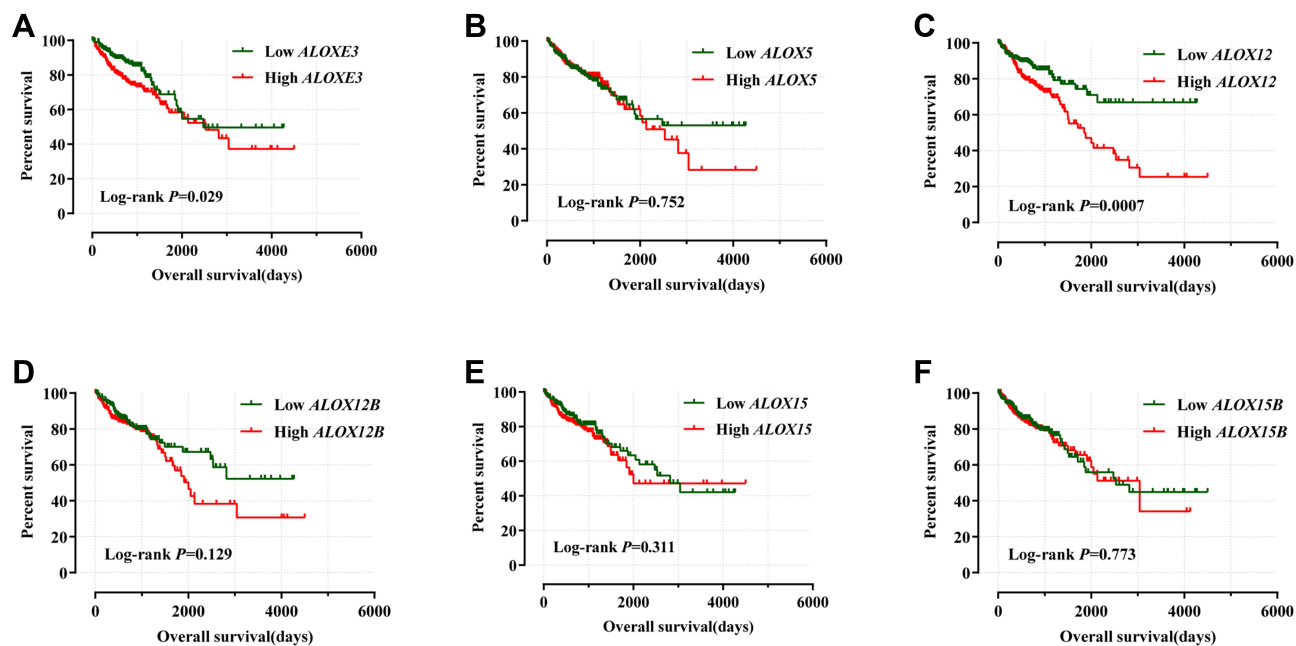 A
Percent survival
100
80
60
40
20
0
Low ALOXE3
High ALOXE3
Log-rank P=0.029
0 2000 4000 6000
Overall survival(days)
B
Percent survival
100
80
60
40
20
0
Low ALOX5
High ALOX5
Log-rank P=0.752
0 2000 4000 6000
Overall survival(days)
C
Percent survival
100
80
60
40
20
0
Low ALOX12
High ALOX12
Log-rank P=0.0007
0 2000 4000 6000
Overall survival(days)
D
Percent survival
100
80
60
40
20
0
Low ALOX12B
High ALOX12B
Log-rank P=0.129
0 2000 4000 6000
Overall survival(days)
E
Percent survival
100
80
60
40
20
0
Low ALOX15
High ALOX15
Log-rank P=0.311
0 2000 4000 6000
Overall survival(days)
F
Percent survival
100
80
60
40
20
0
Low ALOX15B
High ALOX15B
Log-rank P=0.773
0 2000 4000 6000
Overall survival(days)